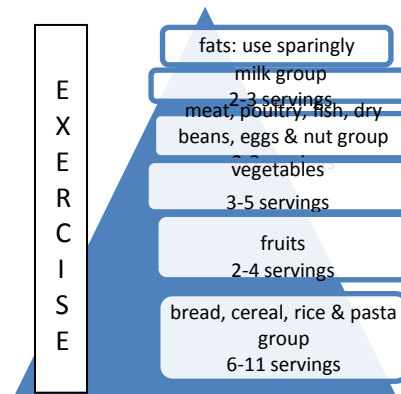 E
X
E
R
C
I
S
E
fats: use sparingly
milk group
2-3 servings
meat, poultry, fish, dry
beans, eggs & nut group
vegetables
3-5 servings
fruits
2-4 servings
bread, cereal, rice & pasta
group
6-11 servings